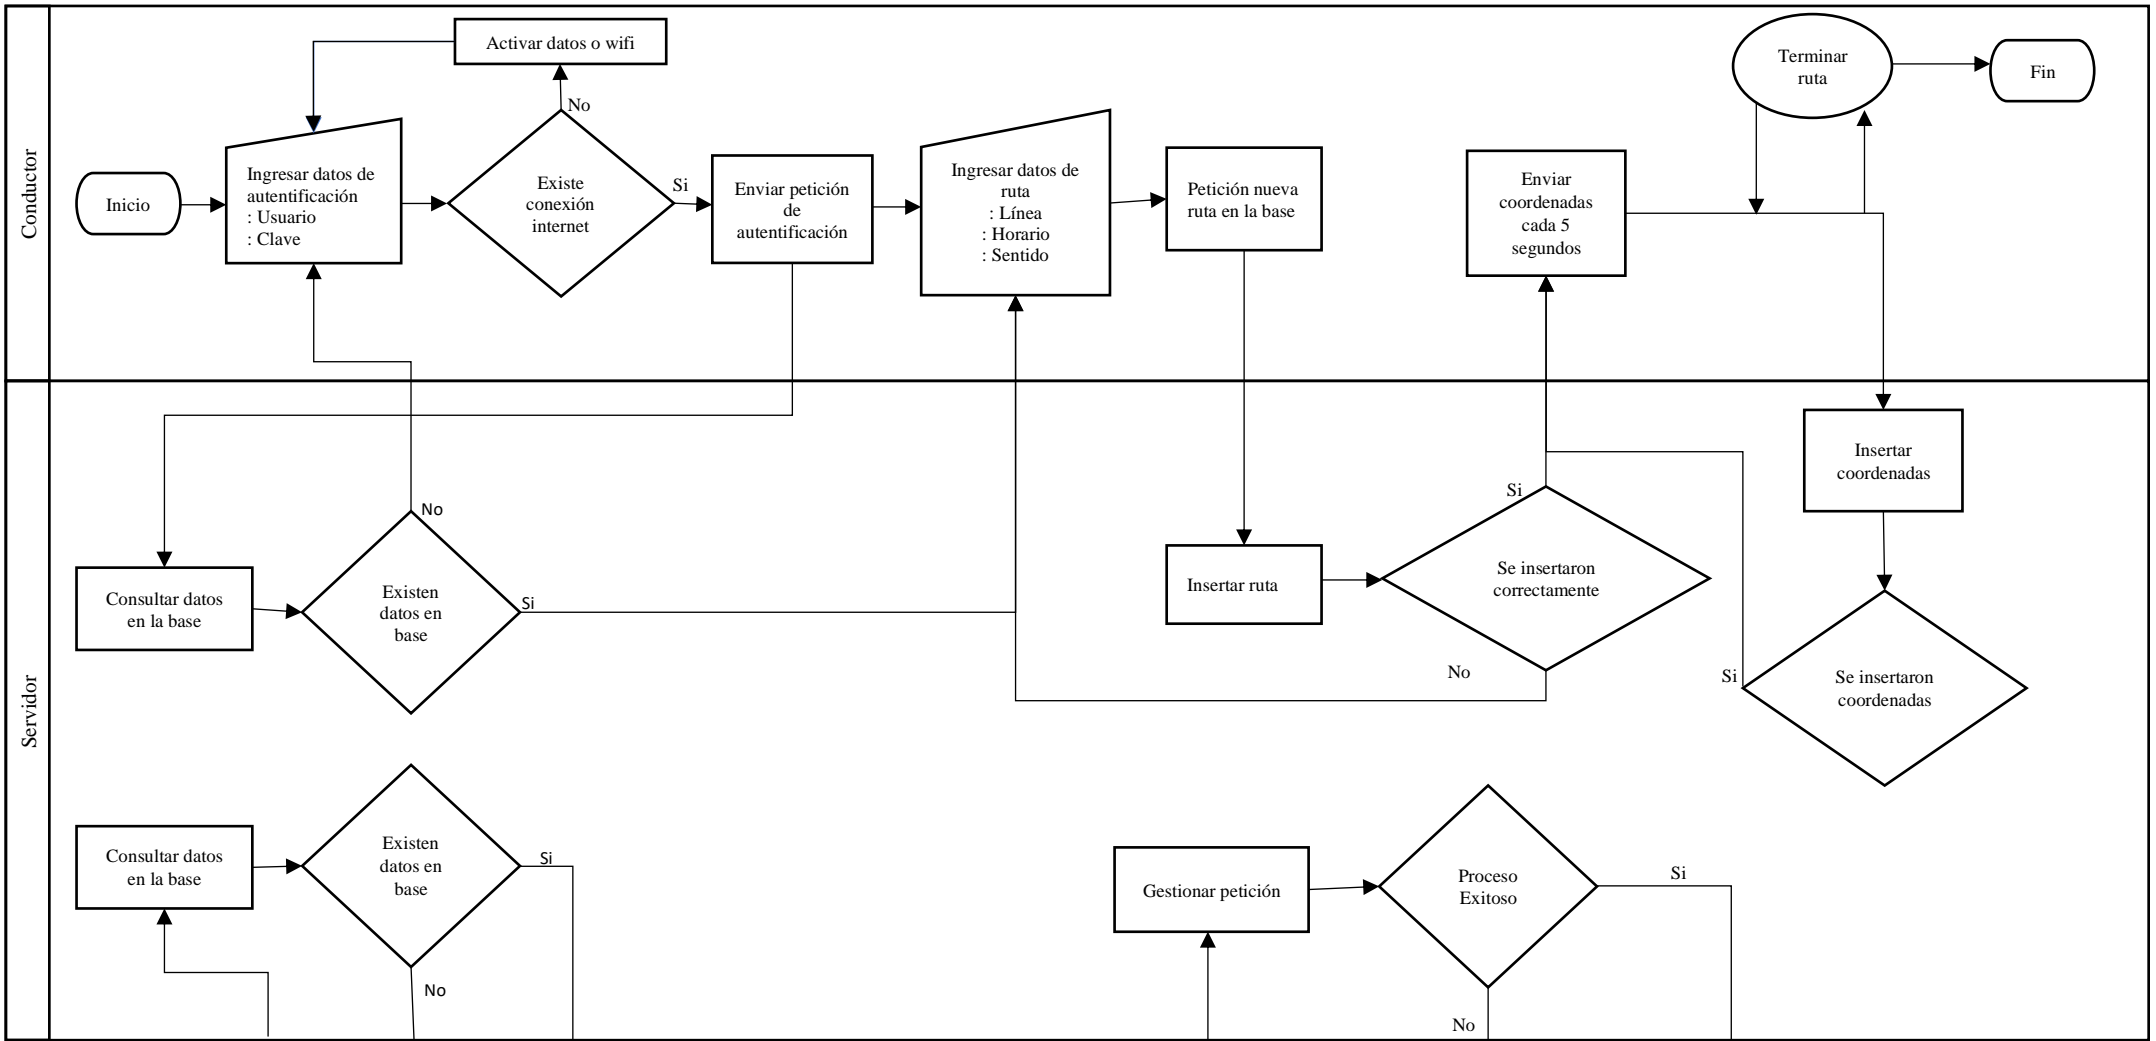 Conductor
Activar datos o wifi
No
Inicio
Ingresar datos de
autentificación
: Usuario
: Clave
Existe
conexión
internet
Si
Enviar petición
de
autentificación
Ingresar datos de
ruta
: Línea
: Horario
: Sentido
Petición nueva
ruta en la base
Enviar
coordenadas
cada 5
segundos
Terminar
ruta
Fin
Servidor
Consultar datos
en la base
Existen
datos en
base
No
Si
Insertar ruta
Se insertaron
correctamente
Si
No
Insertar
coordenadas
Se insertaron
coordenadas
Si
Consultar datos
en la base
Existen
datos en
base
Si
No
Gestionar petición
Proceso
Exitoso
Si
No